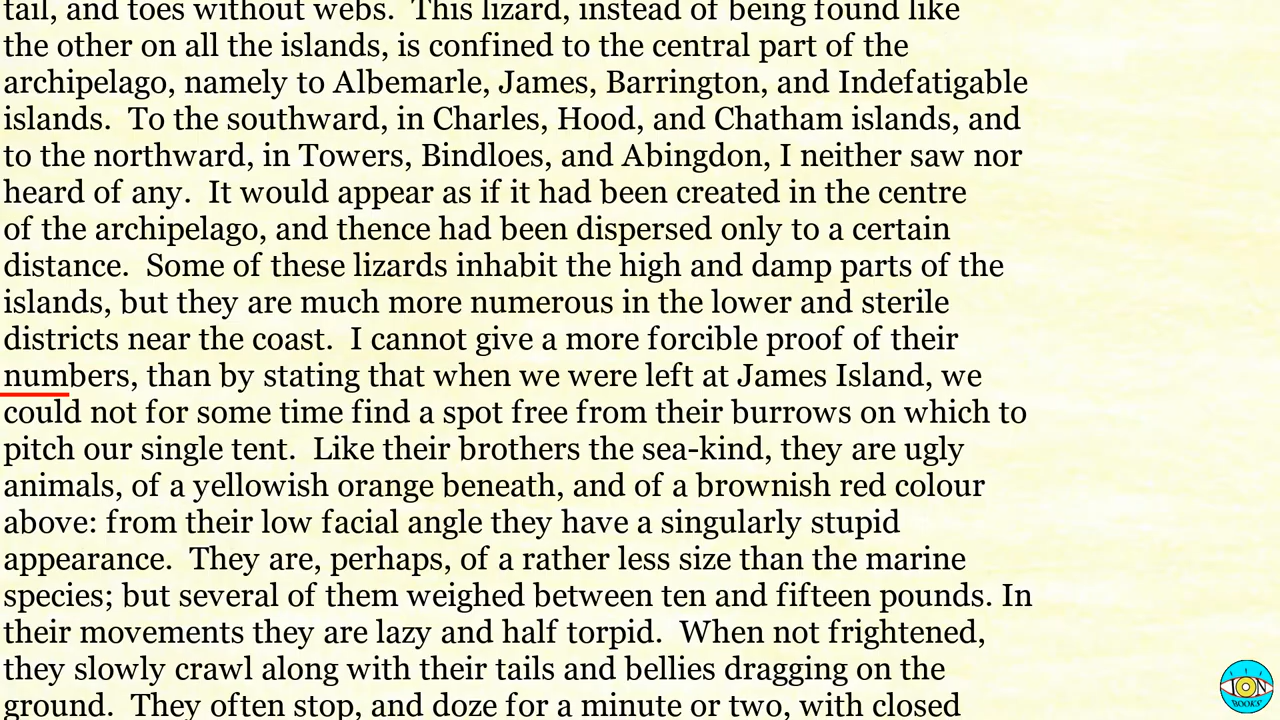 tail, and toes without webs.  This lizard, instead of being found like
the other on all the islands, is confined to the central part of the
archipelago, namely to Albemarle, James, Barrington, and Indefatigable
islands.  To the southward, in Charles, Hood, and Chatham islands, and
to the northward, in Towers, Bindloes, and Abingdon, I neither saw nor
heard of any.  It would appear as if it had been created in the centre
of the archipelago, and thence had been dispersed only to a certain
distance.  Some of these lizards inhabit the high and damp parts of the
islands, but they are much more numerous in the lower and sterile
districts near the coast.  I cannot give a more forcible proof of their
numbers, than by stating that when we were left at James Island, we
could not for some time find a spot free from their burrows on which to
pitch our single tent.  Like their brothers the sea-kind, they are ugly
animals, of a yellowish orange beneath, and of a brownish red colour
above: from their low facial angle they have a singularly stupid
appearance.  They are, perhaps, of a rather less size than the marine
species; but several of them weighed between ten and fifteen pounds. In
their movements they are lazy and half torpid.  When not frightened,
they slowly crawl along with their tails and bellies dragging on the
ground.  They often stop, and doze for a minute or two, with closed
ION
BOOKS